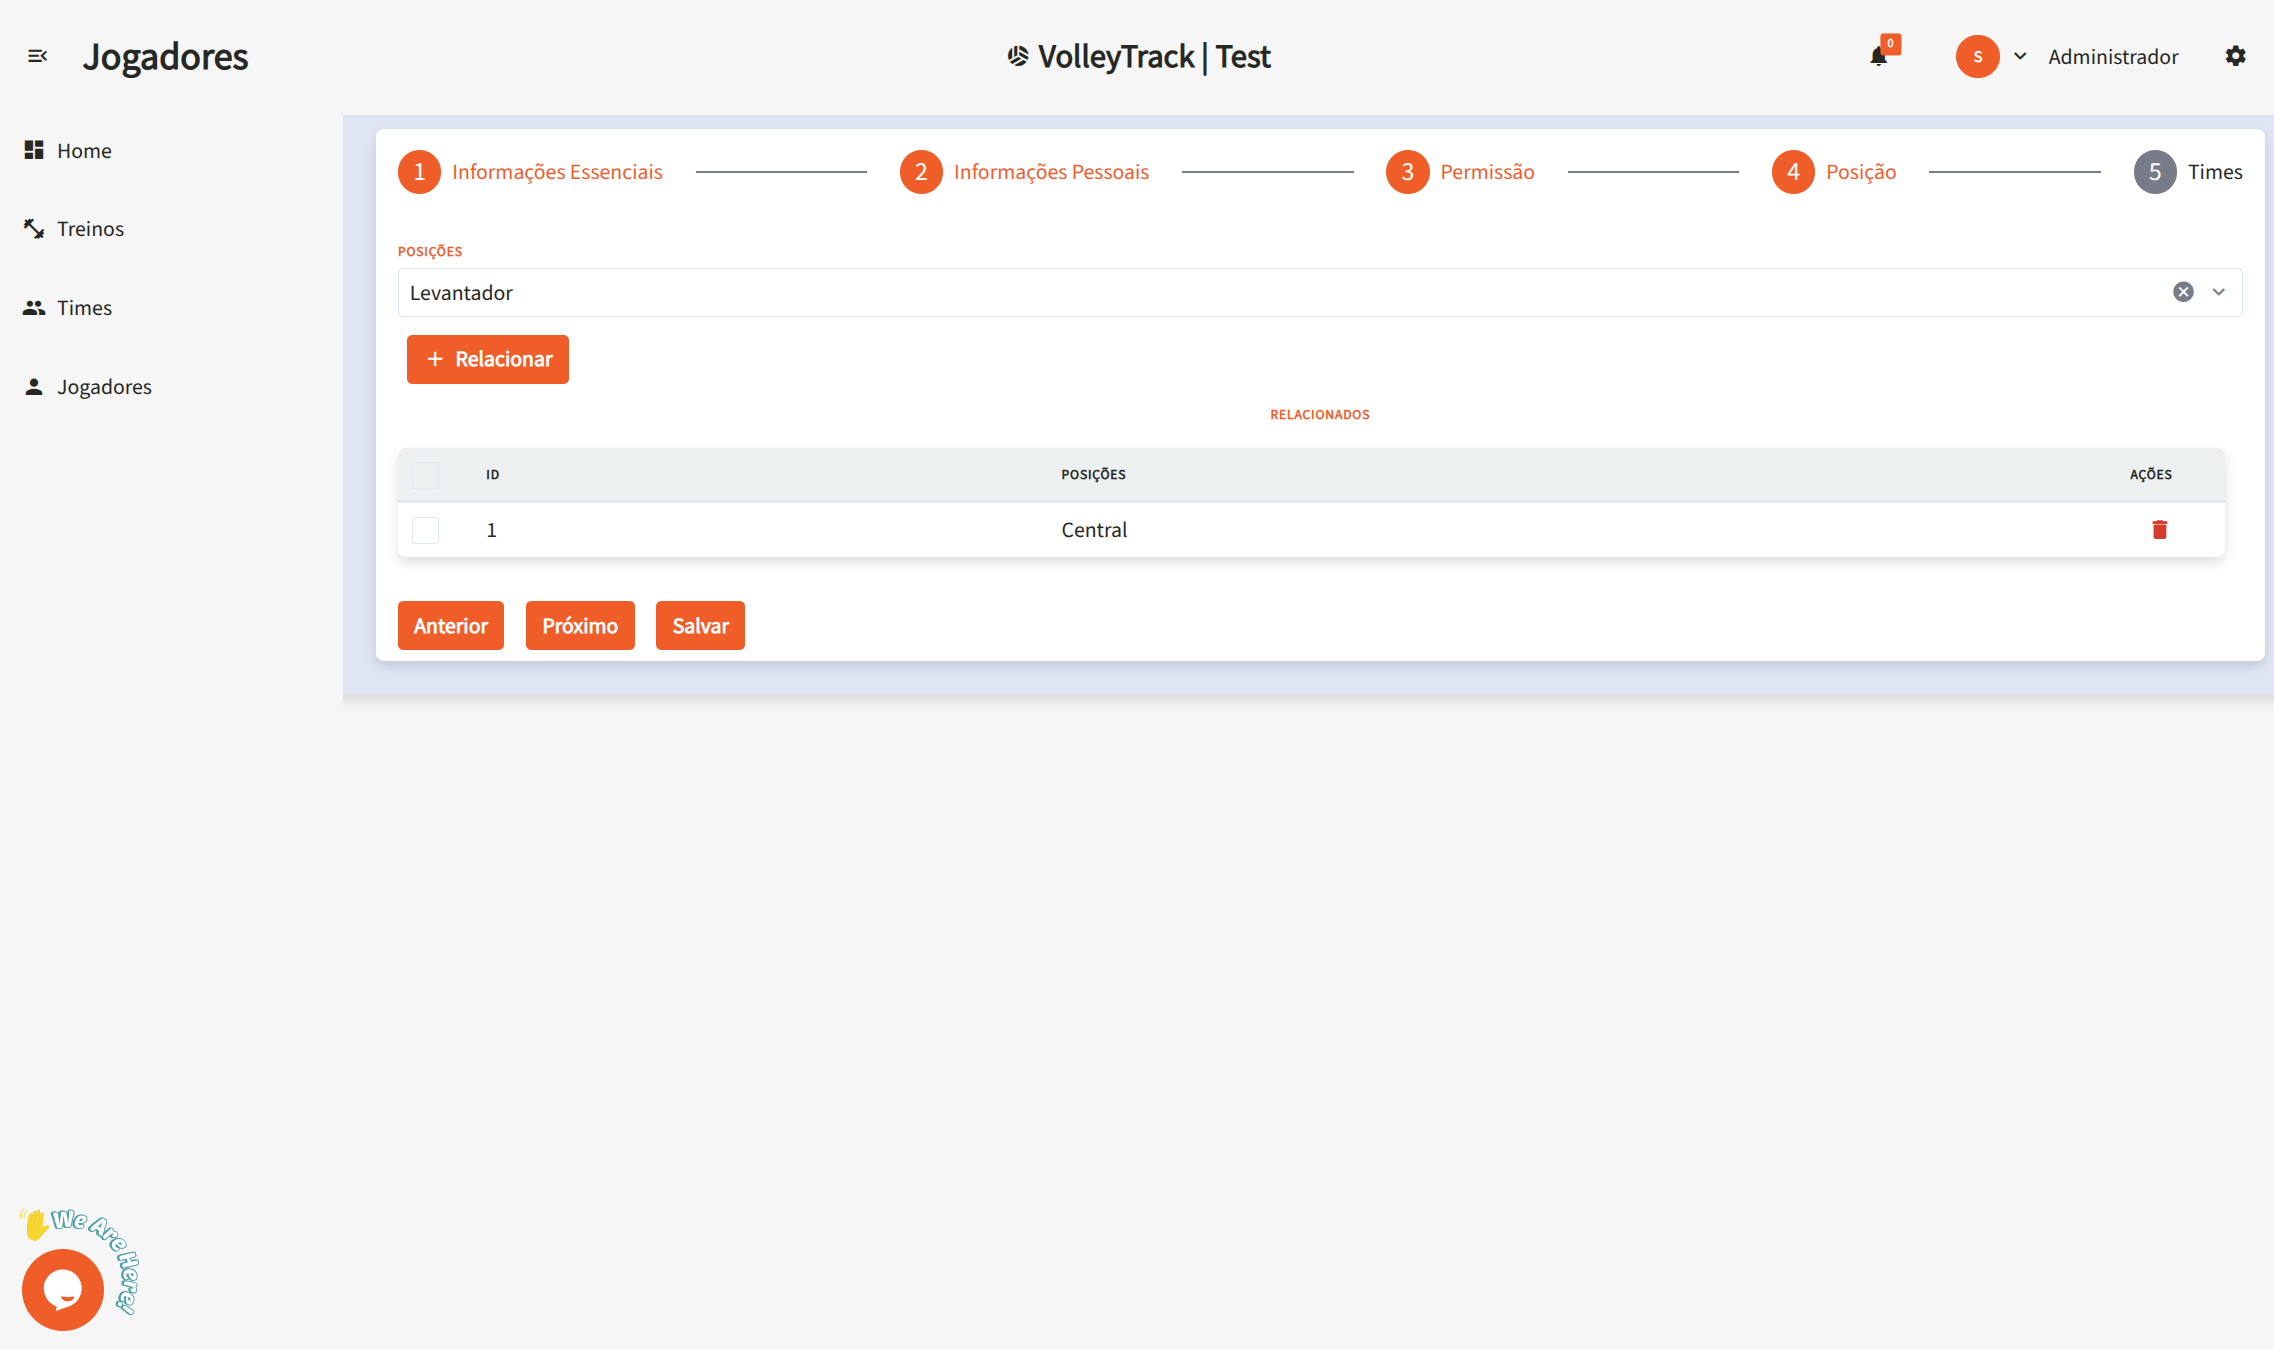 Jogadores
VolleyTrack | Test
0
S
Administrador
Home
Treinos
Times
Jogadores
1 Informações Essenciais
2 Informações Pessoais
3 Permissão
4 Posição
5 Times
POSIÇÕES
Levantador
+ Relacionar
RELACIONADOS
ID POSIÇÕES AÇÕES
1 Central
Anterior Próximo Salvar
We Are Here!